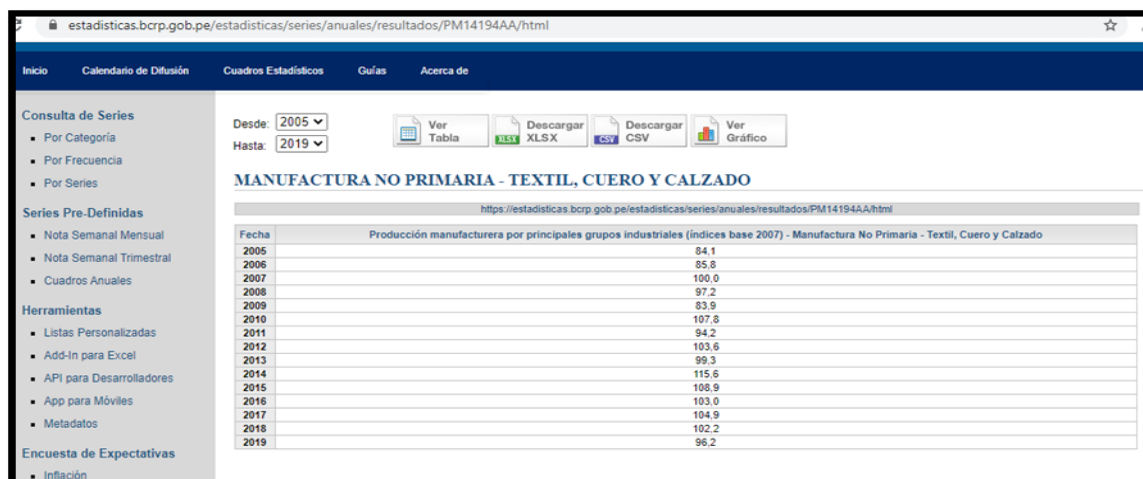 estadisticas.bcrp.gob.pe/estadisticas/series/anuales/resultados/PM14194AA/html
Inicio Calendario de Difusión Cuadros Estadísticos Guías Acerca de
Consulta de Series
Por Categoría
Por Frecuencia
Por Series
Series Pre-Definidas
Nota Semanal Mensual
Nota Semanal Trimestral
Cuadros Anuales
Herramientas
Listas Personalizadas
Add-In para Excel
API para Desarrolladores
App para Móviles
Metadatos
Encuesta de Expectativas
Inflación
Desde: 2005
Hasta: 2019
Ver Tabla
XLSX Descargar XLSX
CSV Descargar CSV
Ver Gráfico
MANUFACTURA NO PRIMARIA - TEXTIL, CUERO Y CALZADO
https://estadisticas.bcrp.gob.pe/estadisticas/series/anuales/resultados/PM14194AA/html
Fecha Producción manufacturera por principales grupos industriales (índices base 2007) - Manufactura No Primaria - Textil, Cuero y Calzado
2005 84,1
2006 85,8
2007 100,0
2008 97,2
2009 83,9
2010 107,8
2011 94,2
2012 103,6
2013 99,3
2014 115,6
2015 108,9
2016 103,0
2017 104,9
2018 102,2
2019 96,2